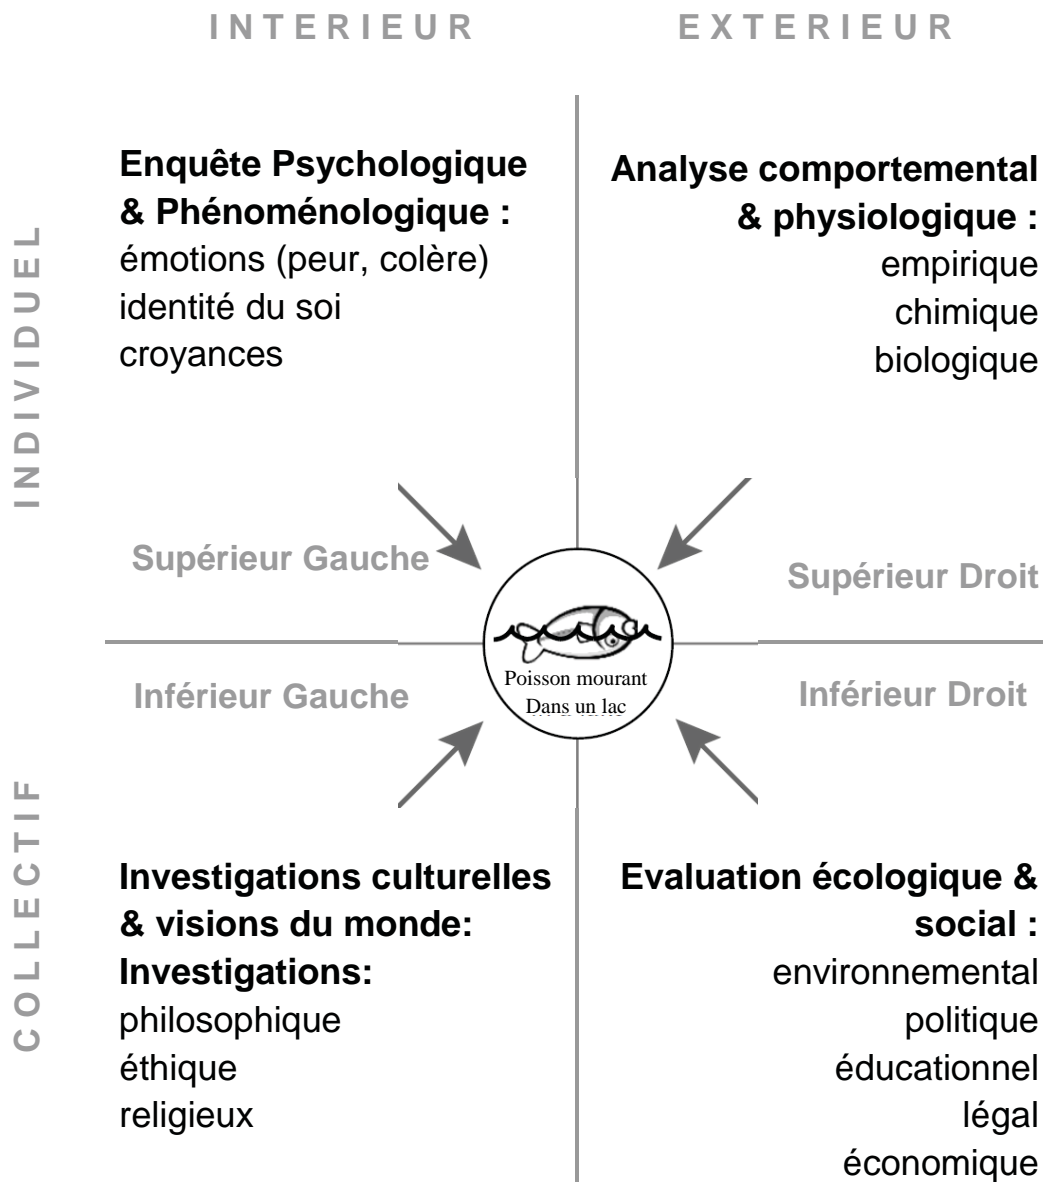 INTERIEUR
EXTERIEUR
INDIVIDUEL
Enquête Psychologique
& Phénoménologique :
émotions (peur, colère)
identité du soi
croyances
Analyse comportemental
& physiologique :
empirique
chimique
biologique
Supérieur Gauche
Supérieur Droit
Poisson mourant
Dans un lac
Inférieur Gauche
Inférieur Droit
COLLECTIF
Investigations culturelles
& visions du monde:
Investigations:
philosophique
éthique
religieux
Evaluation écologique &
social :
environnemental
politique
éducationnel
légal
économique